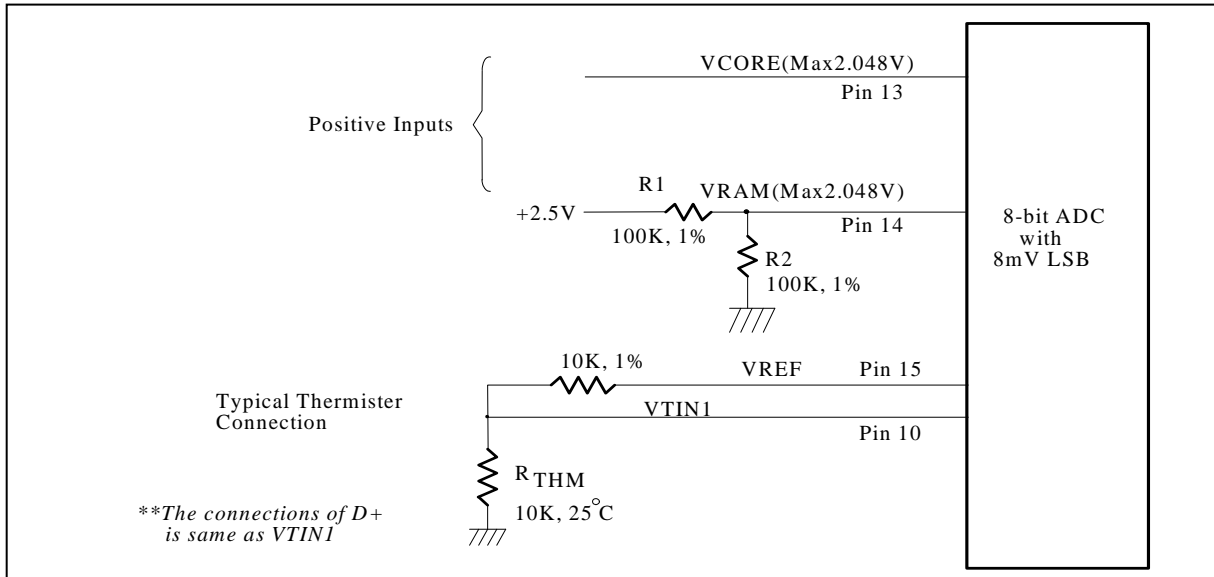 VCORE(Max2.048V)
Pin 13
Positive Inputs
R1
VRAM(Max2.048V)
+2.5V
Pin 14
100K, 1%
R2
100K, 1%
8-bit ADC
with
8mV LSB
10K, 1%
VREF
Pin 15
Typical Thermister
Connection
VTIN1
Pin 10
R THM
10K, 25°C
**The connections of D+
is same as VTIN1